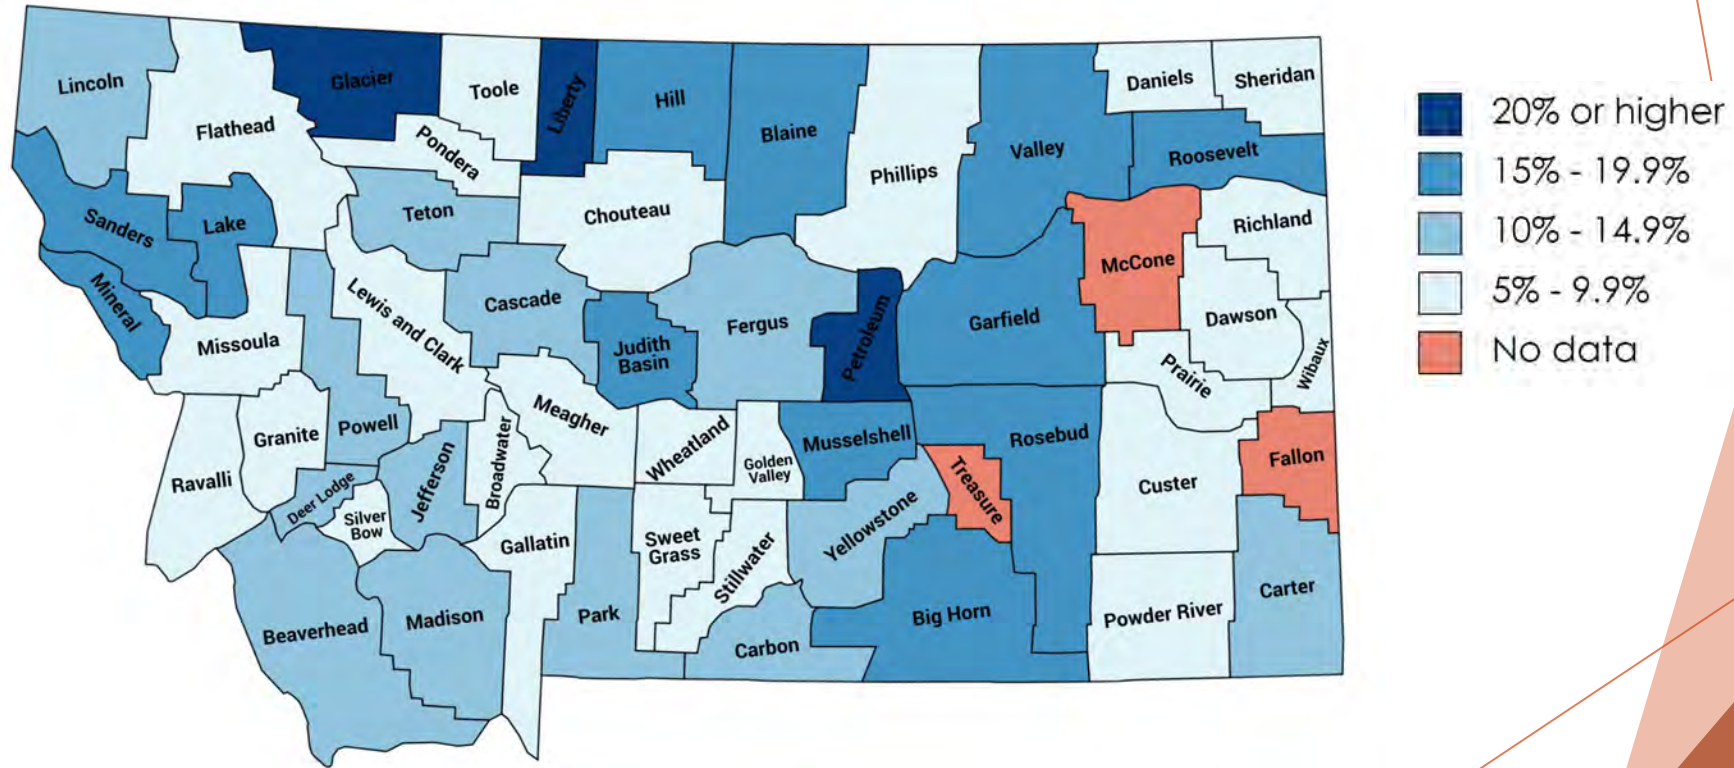 Lincoln
Flathead
Glacier
Toole
Liberty
Hill
Blaine
Phillips
Valley
Daniels
Sheridan
Roosevelt
Pondera
Teton
Chouteau
Sanders
Lake
Mineral
Missoula
Lewis and Clark
Cascade
Judith
Basin
Fergus
Petroleum
Garfield
McCone
Richland
Dawson
Prairie
Wibaux
Ravalli
Granite
Powell
Deer Lodge
Silver
Bow
Jefferson
Broadwater
Meagher
Wheatland
Golden
Valley
Musselshell
Rosebud
Treasure
Custer
Fallon
Beaverhead
Madison
Gallatin
Park
Sweet
Grass
Stillwater
Carbon
Yellowstone
Big Horn
Powder River
Carter
20% or higher
15% - 19.9%
10% - 14.9%
5% - 9.9%
No data